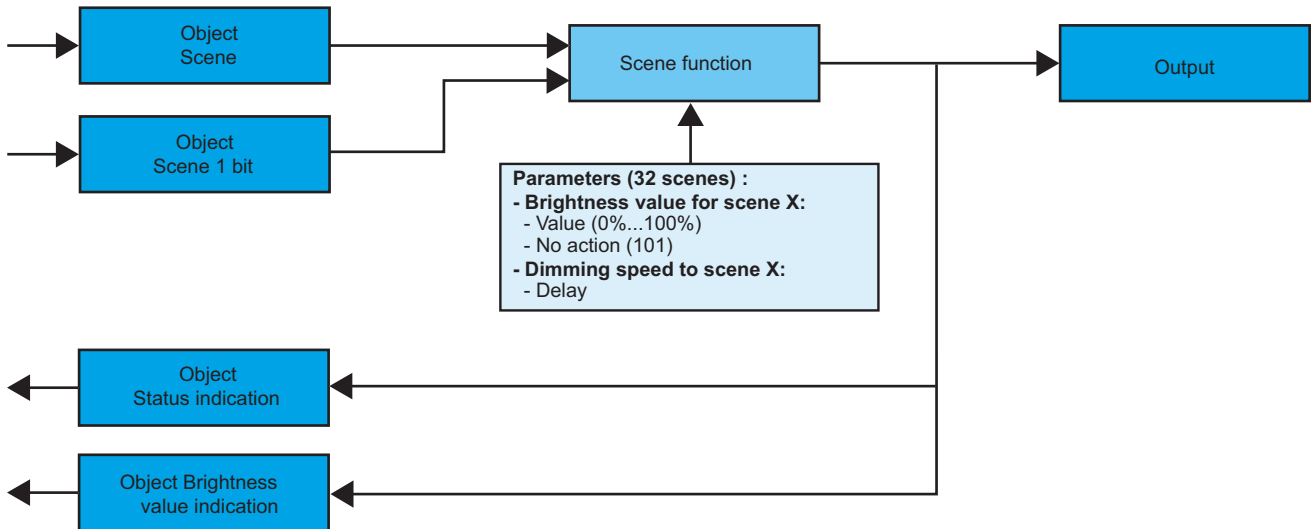 Object
Scene
Scene function
Output
Object
Scene 1 bit
Parameters (32 scenes) :
- Brightness value for scene X:
- Value (0%...100%)
- No action (101)
- Dimming speed to scene X:
- Delay
Object
Status indication
Object Brightness
value indication